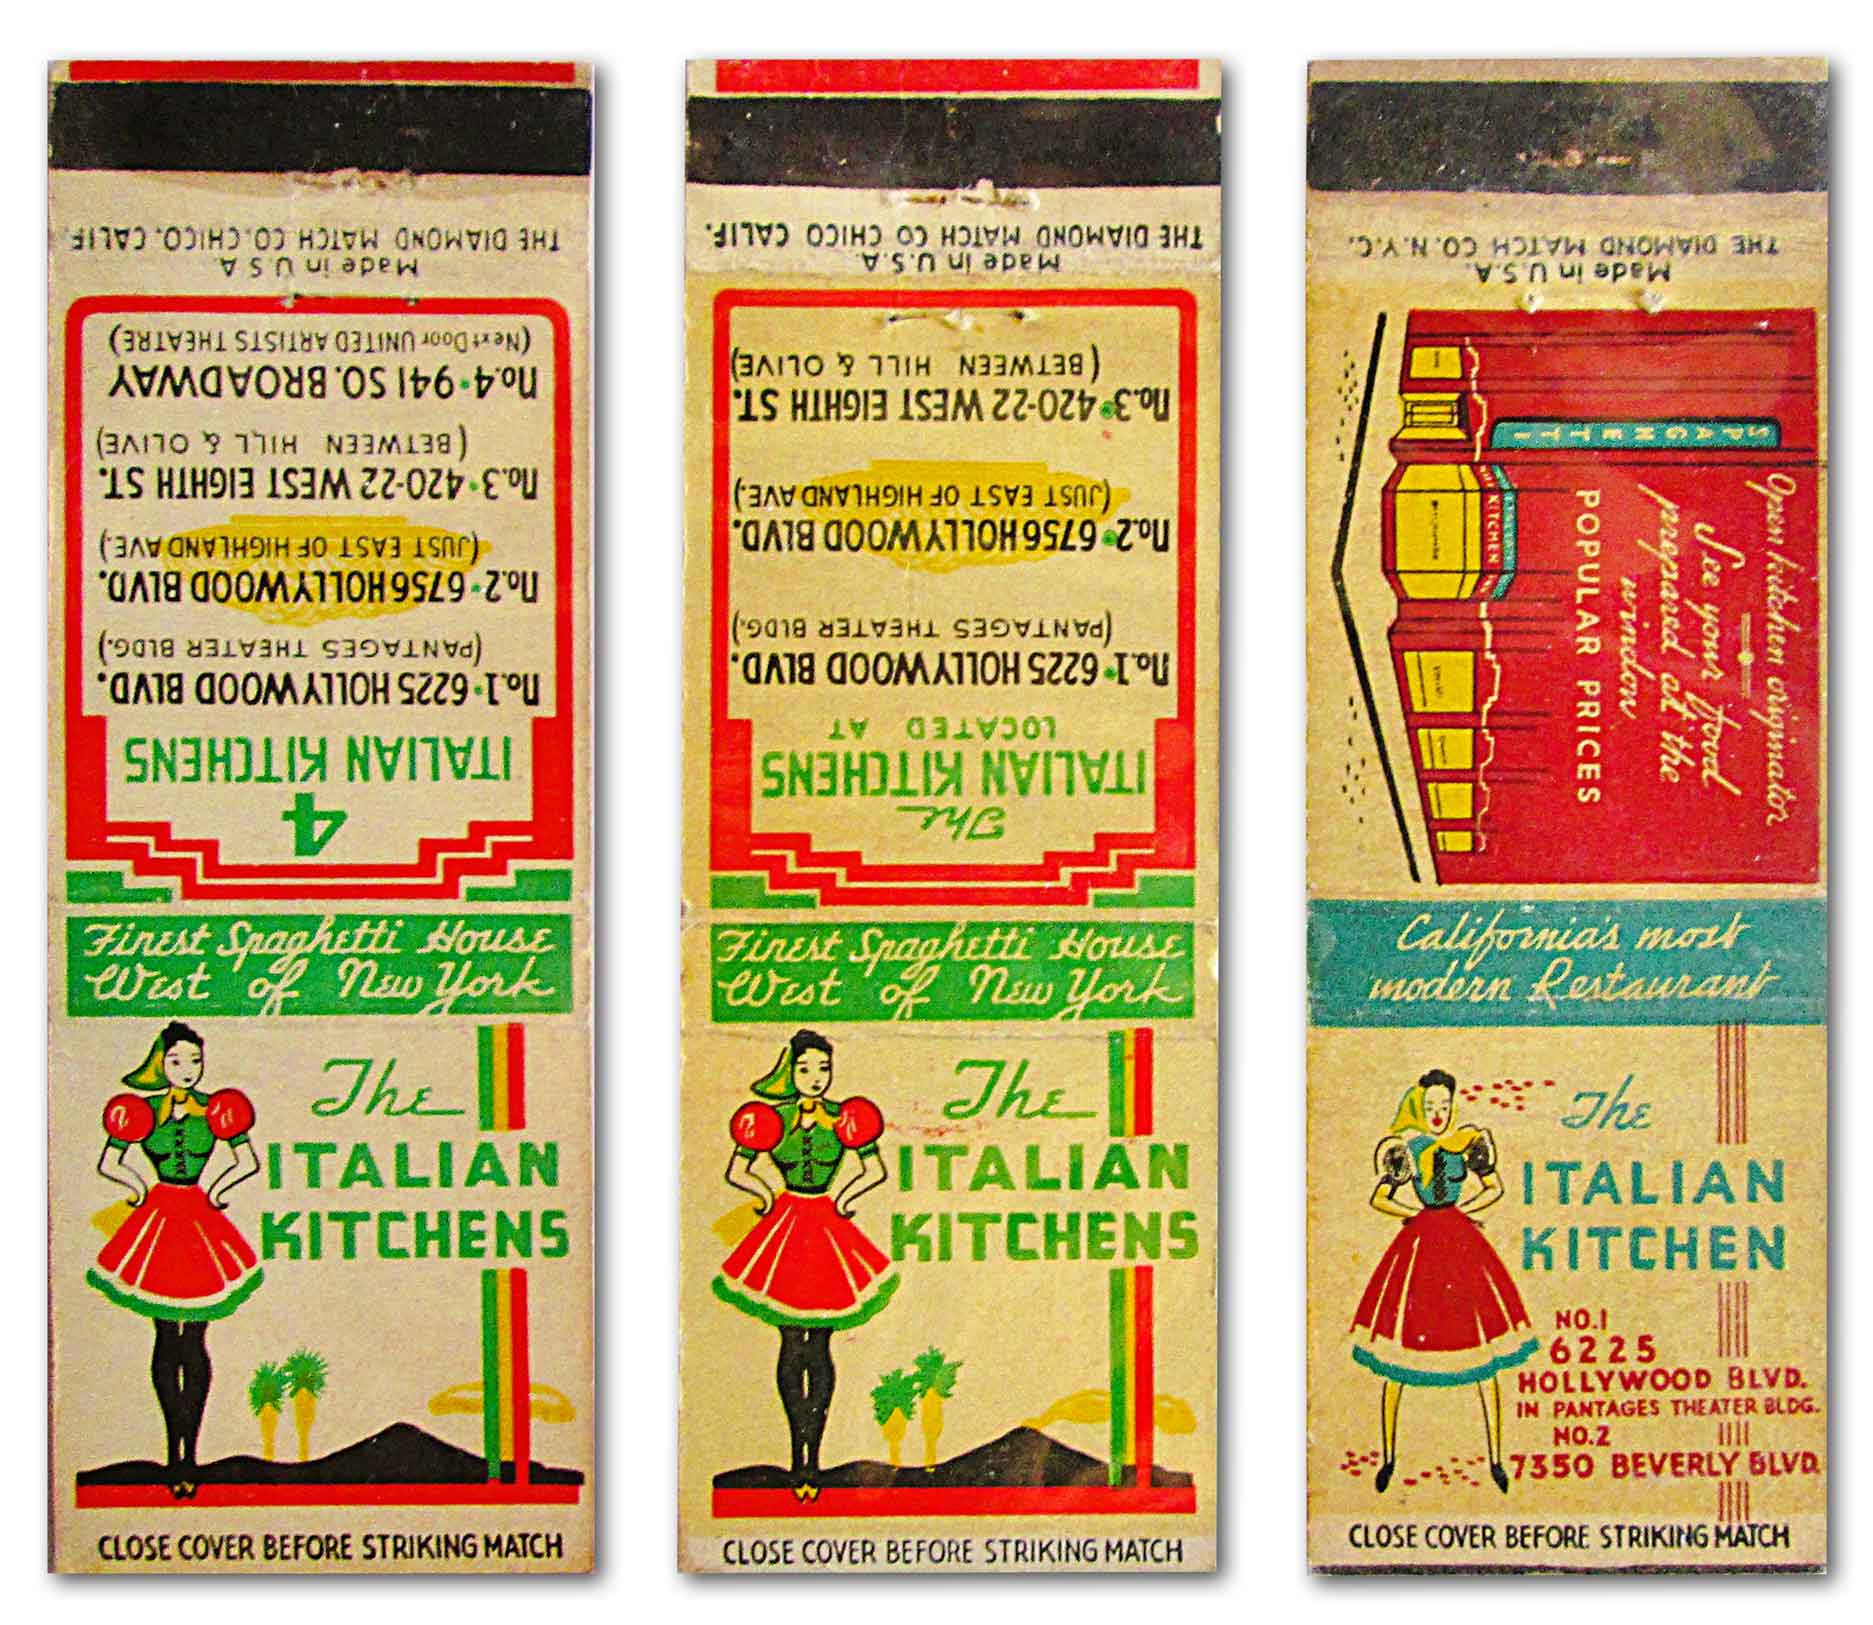 THE DIAMOND MATCH CO. CHICO. CALIF.
Made in U.S.A.
4
ITALIAN KITCHENS
no.1•6225 HOLLYWOOD BLVD.
(PANTAGES THEATER BLDG.)
no.2•6756 HOLLYWOOD BLVD.
(JUST EAST OF HIGHLAND AVE.)
no.3•420-22 WEST EIGHTH ST.
(BETWEEN HILL & OLIVE)
no.4•941 SO. BROADWAY
(Next Door UNITED ARTISTS THEATRE)
Finest Spaghetti House
West of New York
The
ITALIAN
KITCHENS
CLOSE COVER BEFORE STRIKING MATCH
THE DIAMOND MATCH CO CHICO CALIF.
Made in U.S.A.
The
ITALIAN KITCHENS
LOCATED AT
no.1•6225 HOLLYWOOD BLVD.
(PANTAGES THEATER BLDG.)
no.2•6756 HOLLYWOOD BLVD.
(JUST EAST OF HIGHLAND AVE.)
no.3•420-22 WEST EIGHTH ST.
(BETWEEN HILL & OLIVE)
Finest Spaghetti House
West of New York
The
ITALIAN
KITCHENS
CLOSE COVER BEFORE STRIKING MATCH
THE DIAMOND MATCH CO. N.Y.C.
Made in U.S.A.
Open kitchen originator
See your food
prepared at the
window
POPULAR PRICES
SPAGHETTI
KITCHEN
California's most
modern Restaurant
The
ITALIAN
KITCHEN
NO.1
6225
HOLLYWOOD BLVD.
IN PANTAGES THEATER BLDG.
NO.2
7350 BEVERLY BLVD
CLOSE COVER BEFORE STRIKING MATCH